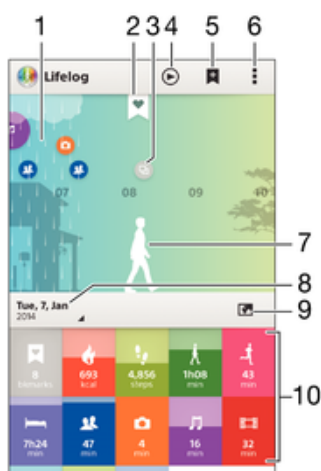 1 2 3 4 5 6
Lifelog
07 08 09 10
7
8
Tue, 7, Jan
2014
9
8 693 4,856 1h08 43
bkmarks kcal steps min min
10
7h24 47 4 16 32
min min min min min